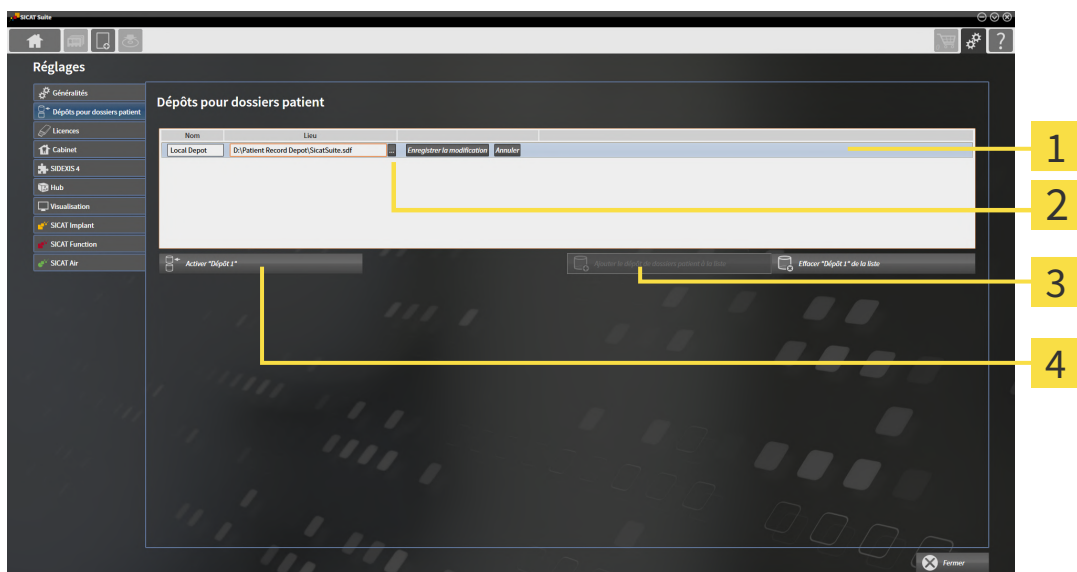 SICAT Suite
?
Réglages
Généralités
Dépôts pour dossiers patient
Licences
Cabinet
SIDEXIS 4
Hub
Visualisation
SICAT Implant
SICAT Function
SICAT Air
Dépôts pour dossiers patient
Nom Lieu
Local Depot D:\Patient Record Depot\SicatSuite.sdf ... Enregistrer la modification Annuler
Activer "Dépôt 1" Ajouter le dépôt de dossiers patient à la liste Effacer "Dépôt 1" de la liste
Fermer
1
2
3
4